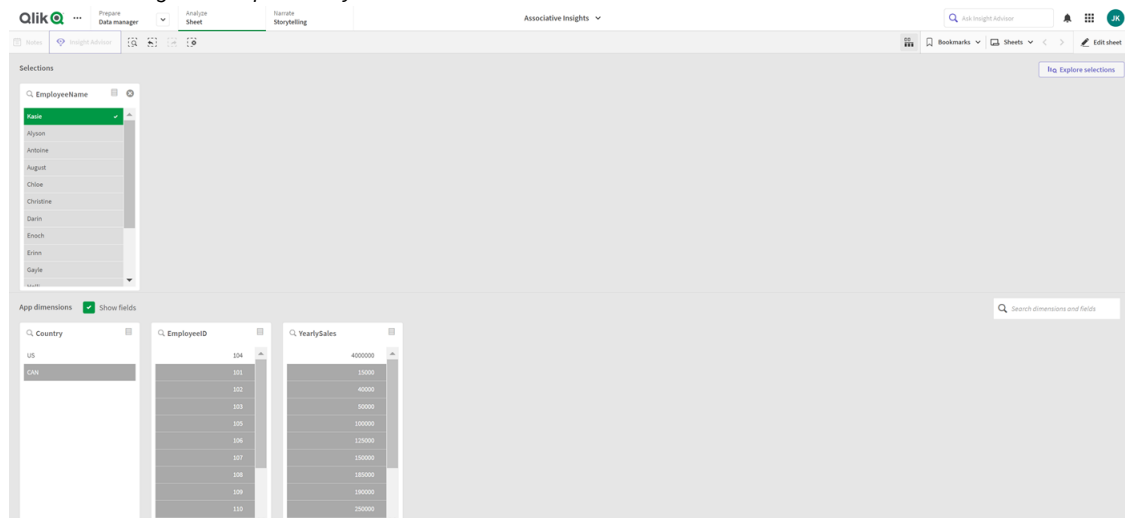 Qlik
Prepare
Data manager
Analyze
Sheet
Narrate
Storytelling
Associative Insights
Ask Insight Advisor
JK
Notes
Insight Advisor
Bookmarks
Sheets
Edit sheet
Selections
Explore selections
EmployeeName
Kasie
Alyson
Antoine
August
Chloe
Christine
Darin
Enoch
Erinn
Gayle
App dimensions
Show fields
Search dimensions and fields
Country
US
CAN
EmployeeID
104
101
102
103
105
106
107
108
109
110
YearlySales
4000000
15000
40000
50000
100000
125000
150000
185000
190000
250000